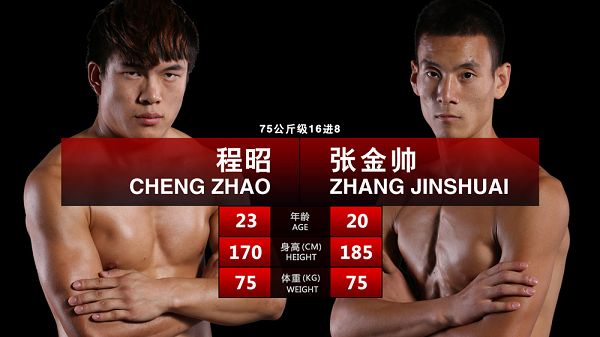 75公斤级16进8
程昭
CHENG ZHAO
张金帅
ZHANG JINSHUAI
23 年龄 20
AGE
170 身高(CM) 185
HEIGHT
75 体重(KG) 75
WEIGHT